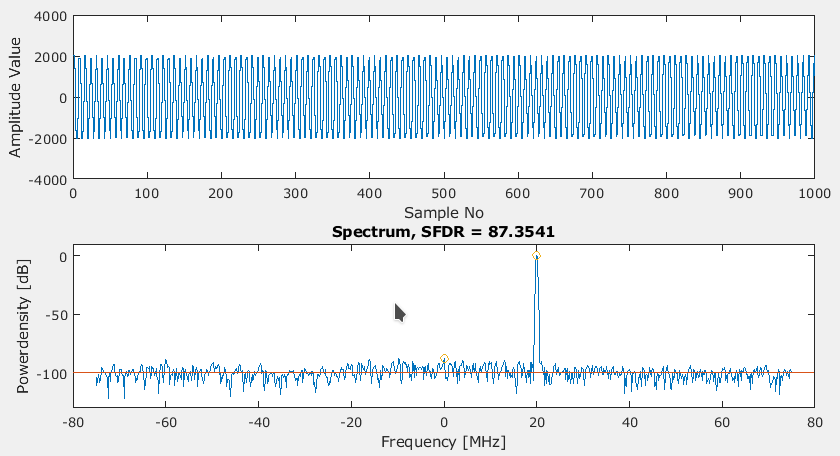 4000
2000
0
-2000
-4000
Amplitude Value
0 100 200 300 400 500 600 700 800 900 1000
Sample No
Spectrum, SFDR = 87.3541
0
-50
-100
Powerdensity [dB]
-80 -60 -40 -20 0 20 40 60 80
Frequency [MHz]